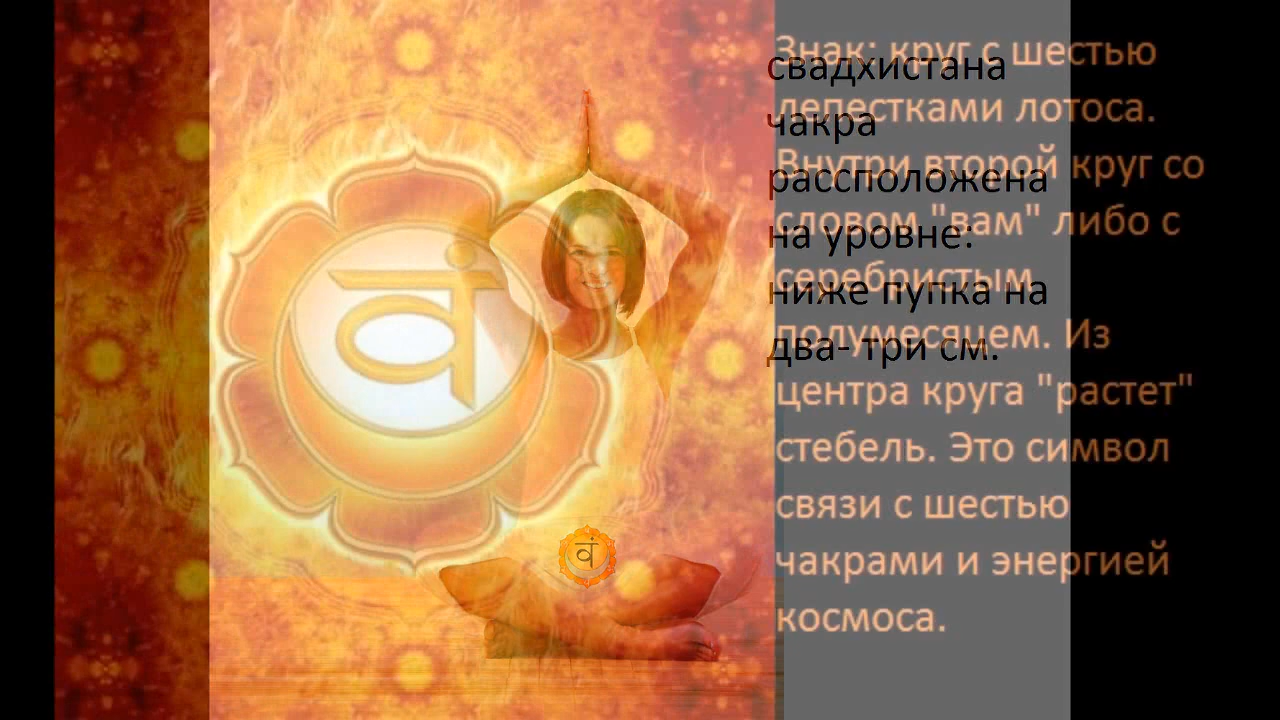 Знак: круг с шестью
лепестками лотоса.
Внутри второй круг со
словом "вам" либо с
серебристым
полумесяцем. Из
центра круга "растет"
стебель. Это символ
связи с шестью
чакрами и энергией
космоса.
свадхистана
чакра
рассположена
на уровне:
ниже пупка на
два- три см.
वं
वं